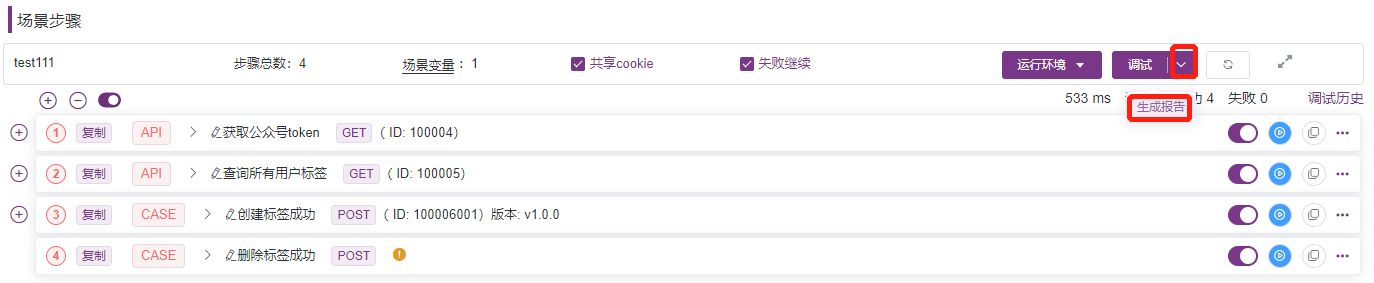 场景步骤
test111 步骤总数：4 场景变量：1 共享cookie 失败继续 运行环境 调试
533 ms 功 4 失败 0 调试历史
生成报告
1 复制 API 获取公众号token GET （ ID: 100004）
2 复制 API 查询所有用户标签 GET （ ID: 100005）
3 复制 CASE 创建标签成功 POST （ ID: 100006001）版本: v1.0.0
4 复制 CASE 删除标签成功 POST